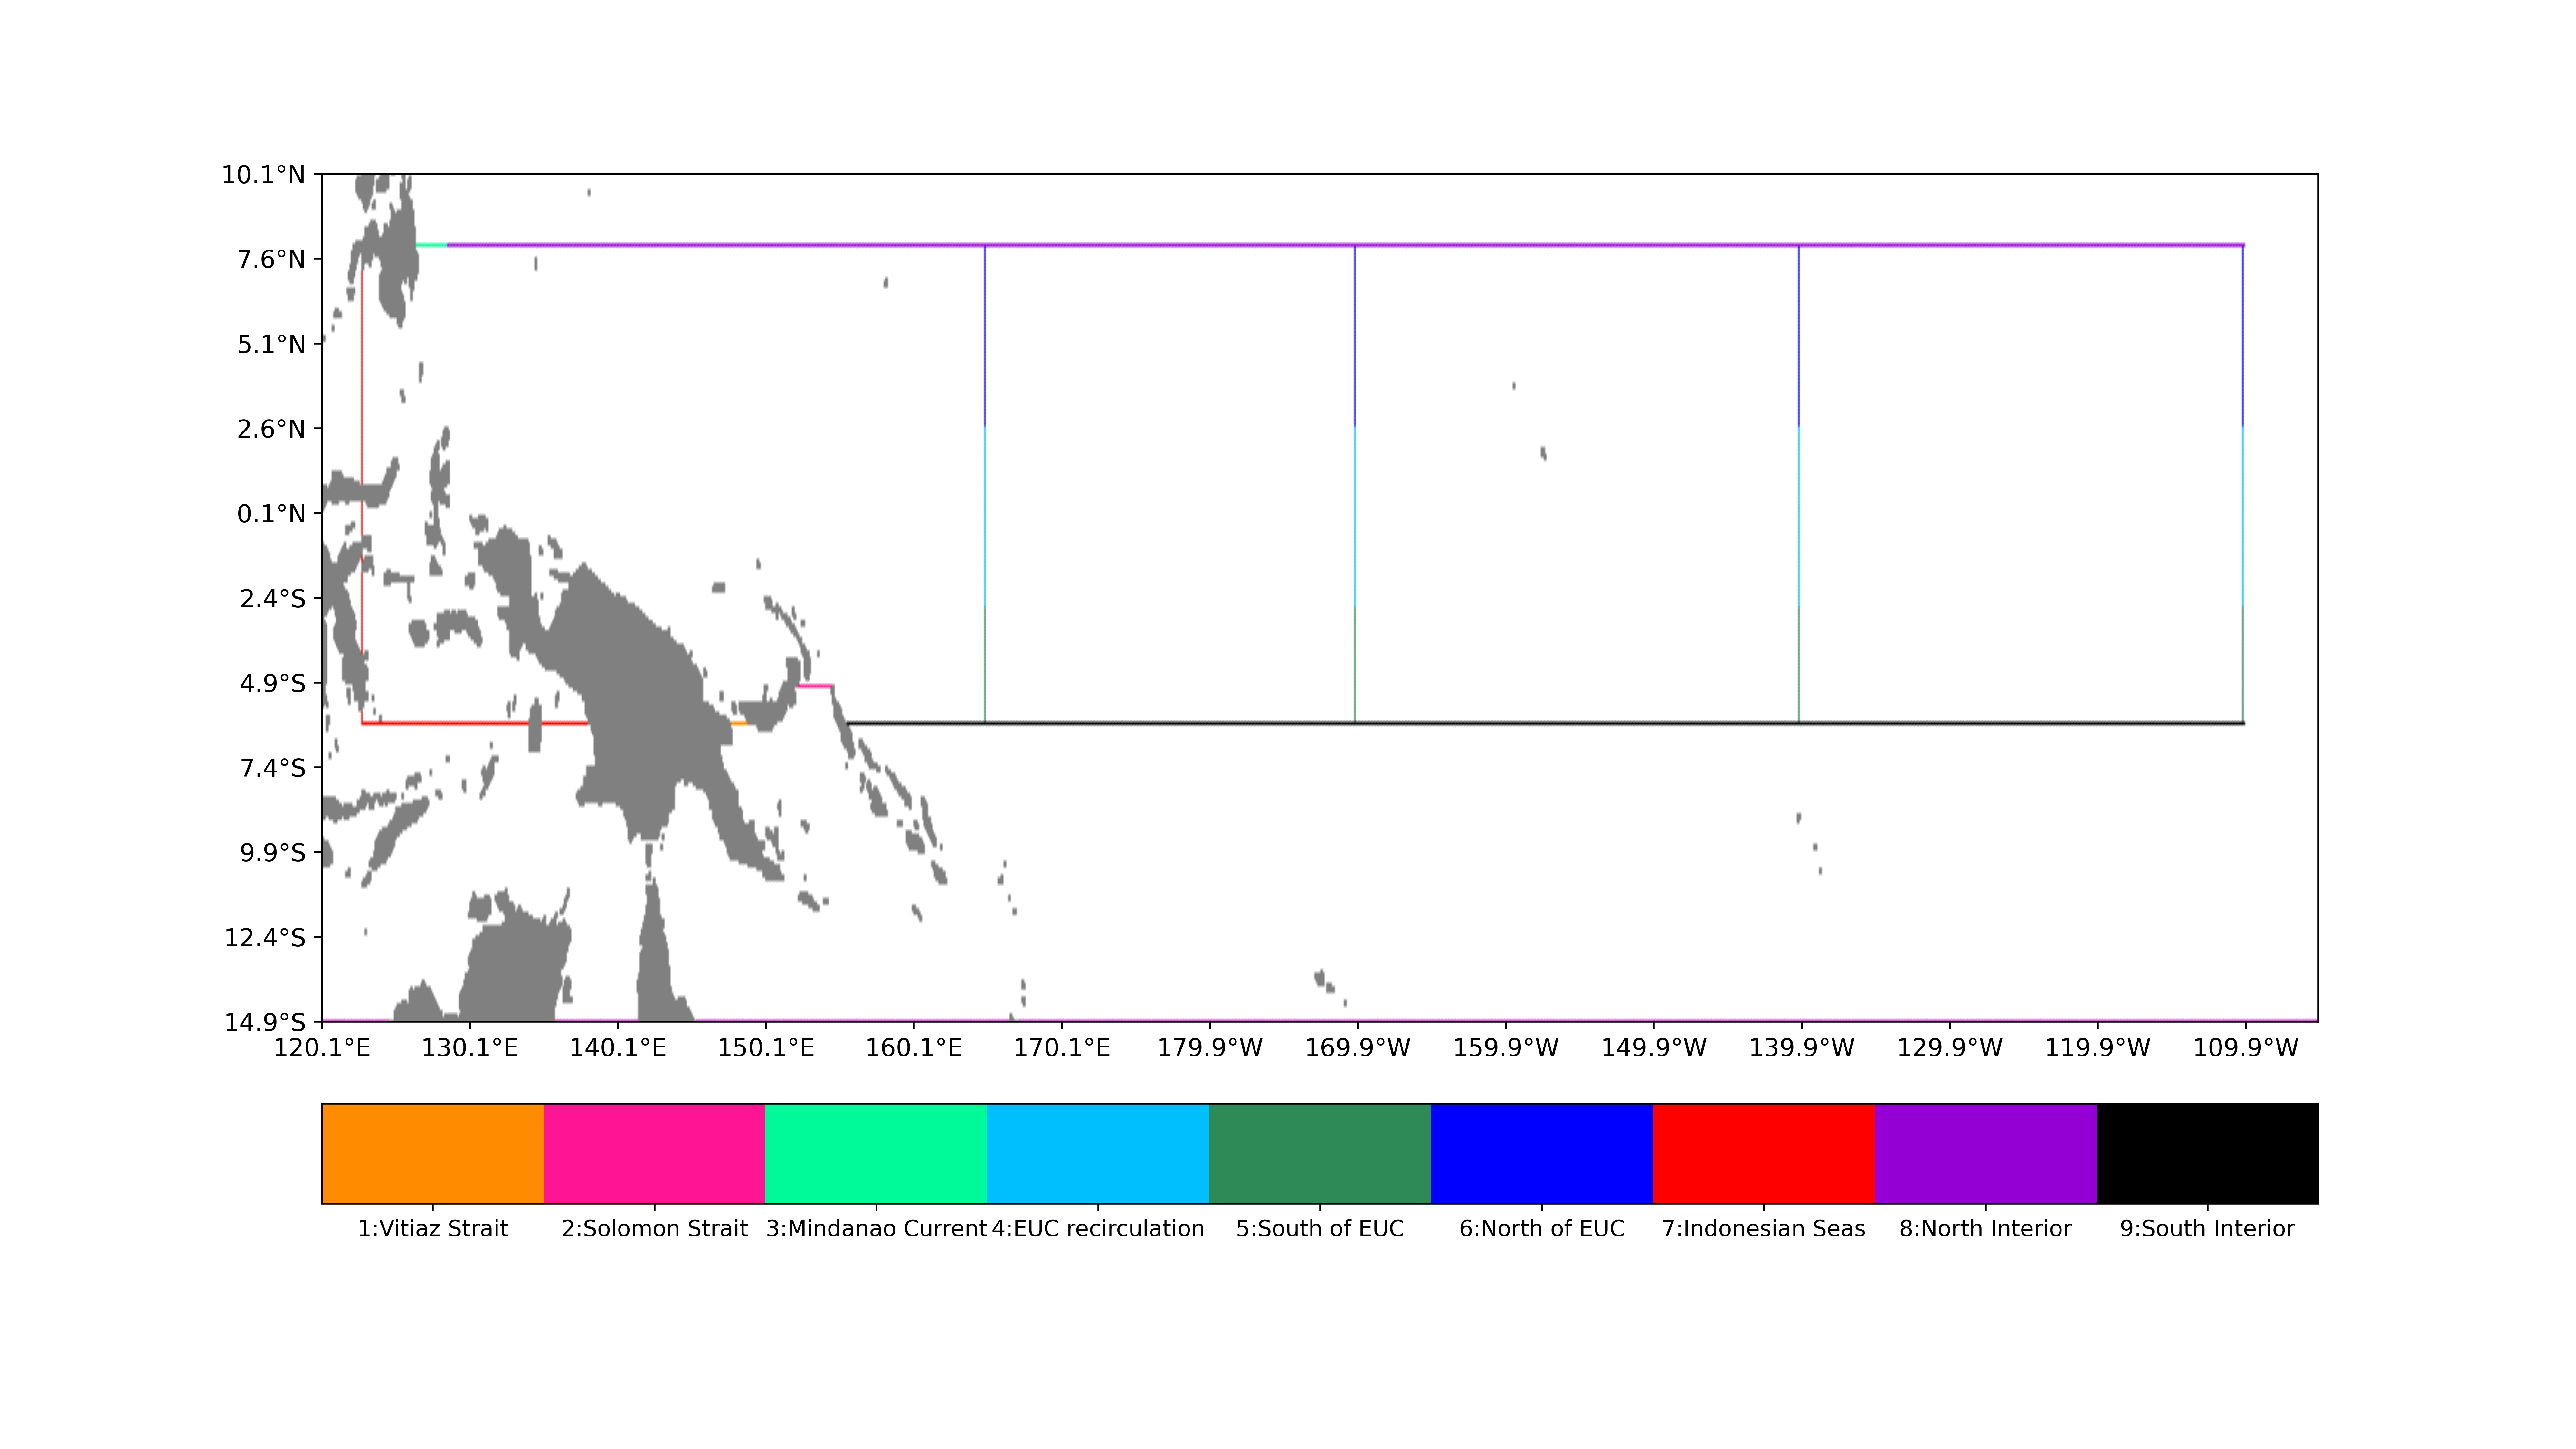 10.1°N
7.6°N
5.1°N
2.6°N
0.1°N
2.4°S
4.9°S
7.4°S
9.9°S
12.4°S
14.9°S
120.1°E 130.1°E 140.1°E 150.1°E 160.1°E 170.1°E 179.9°W 169.9°W 159.9°W 149.9°W 139.9°W 129.9°W 119.9°W 109.9°W
1:Vitiaz Strait 2:Solomon Strait 3:Mindanao Current 4:EUC recirculation 5:South of EUC 6:North of EUC 7:Indonesian Seas 8:North Interior 9:South Interior